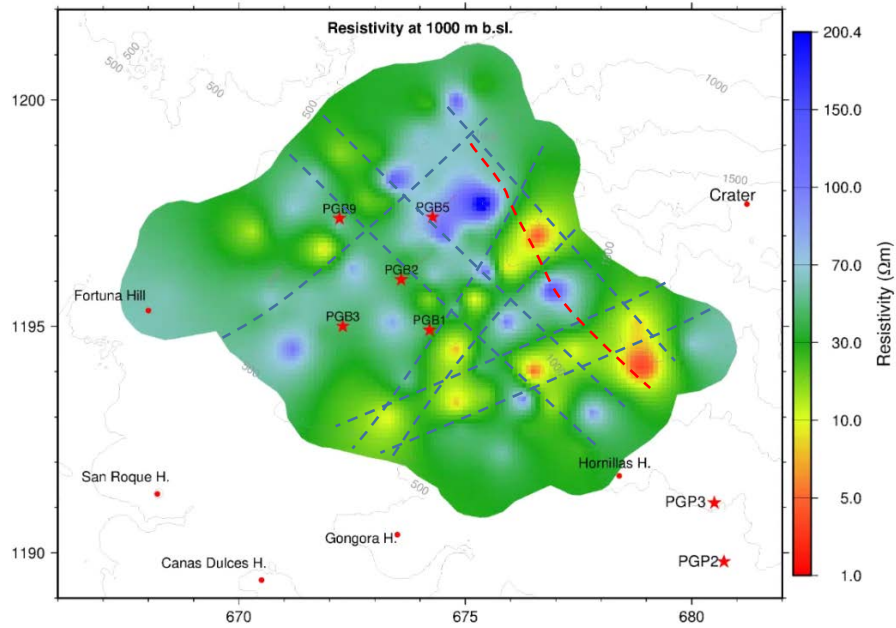 Resistivity at 1000 m b.sl.
200.4
500
500
500
500
1000
1200
150.0
1500
Crater
PGB9
PGB5
100.0
PGB2
70.0
Fortuna Hill
PGB3
PGB1
1195
30.0
500
1000
10.0
San Roque H.
Hornillas H.
500
PGP3
5.0
Gongora H.
1190
Canas Dulces H.
PGP2
1.0
670
675
680
Resistivity (Ωm)